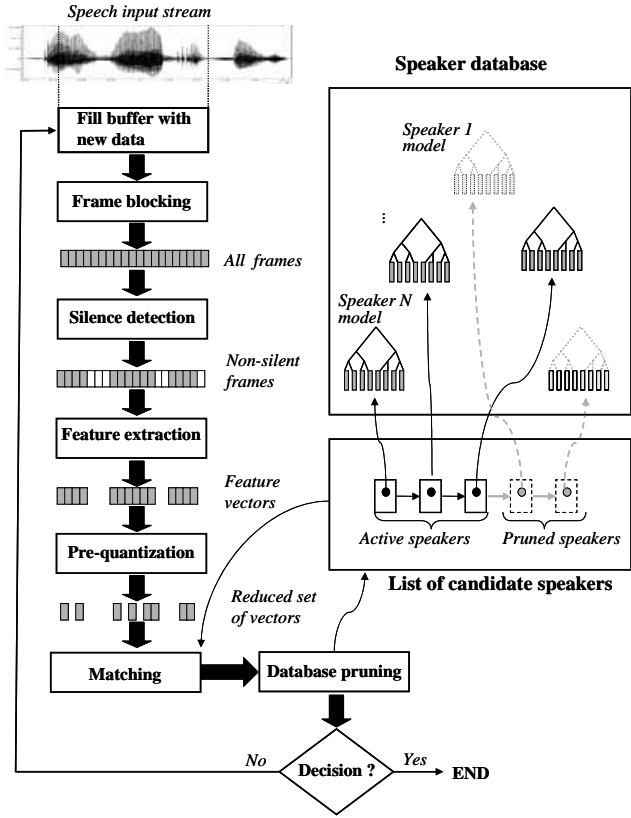 Speech input stream
Speaker database
Fill buffer with
new data
Speaker 1
model
Frame blocking
...
All frames
Silence detection
Speaker N
model
Non-silent
frames
Feature extraction
Feature
vectors
Active speakers
Pruned speakers
Pre-quantization
List of candidate speakers
Reduced set
of vectors
Matching
Database pruning
No
Decision ?
Yes
END